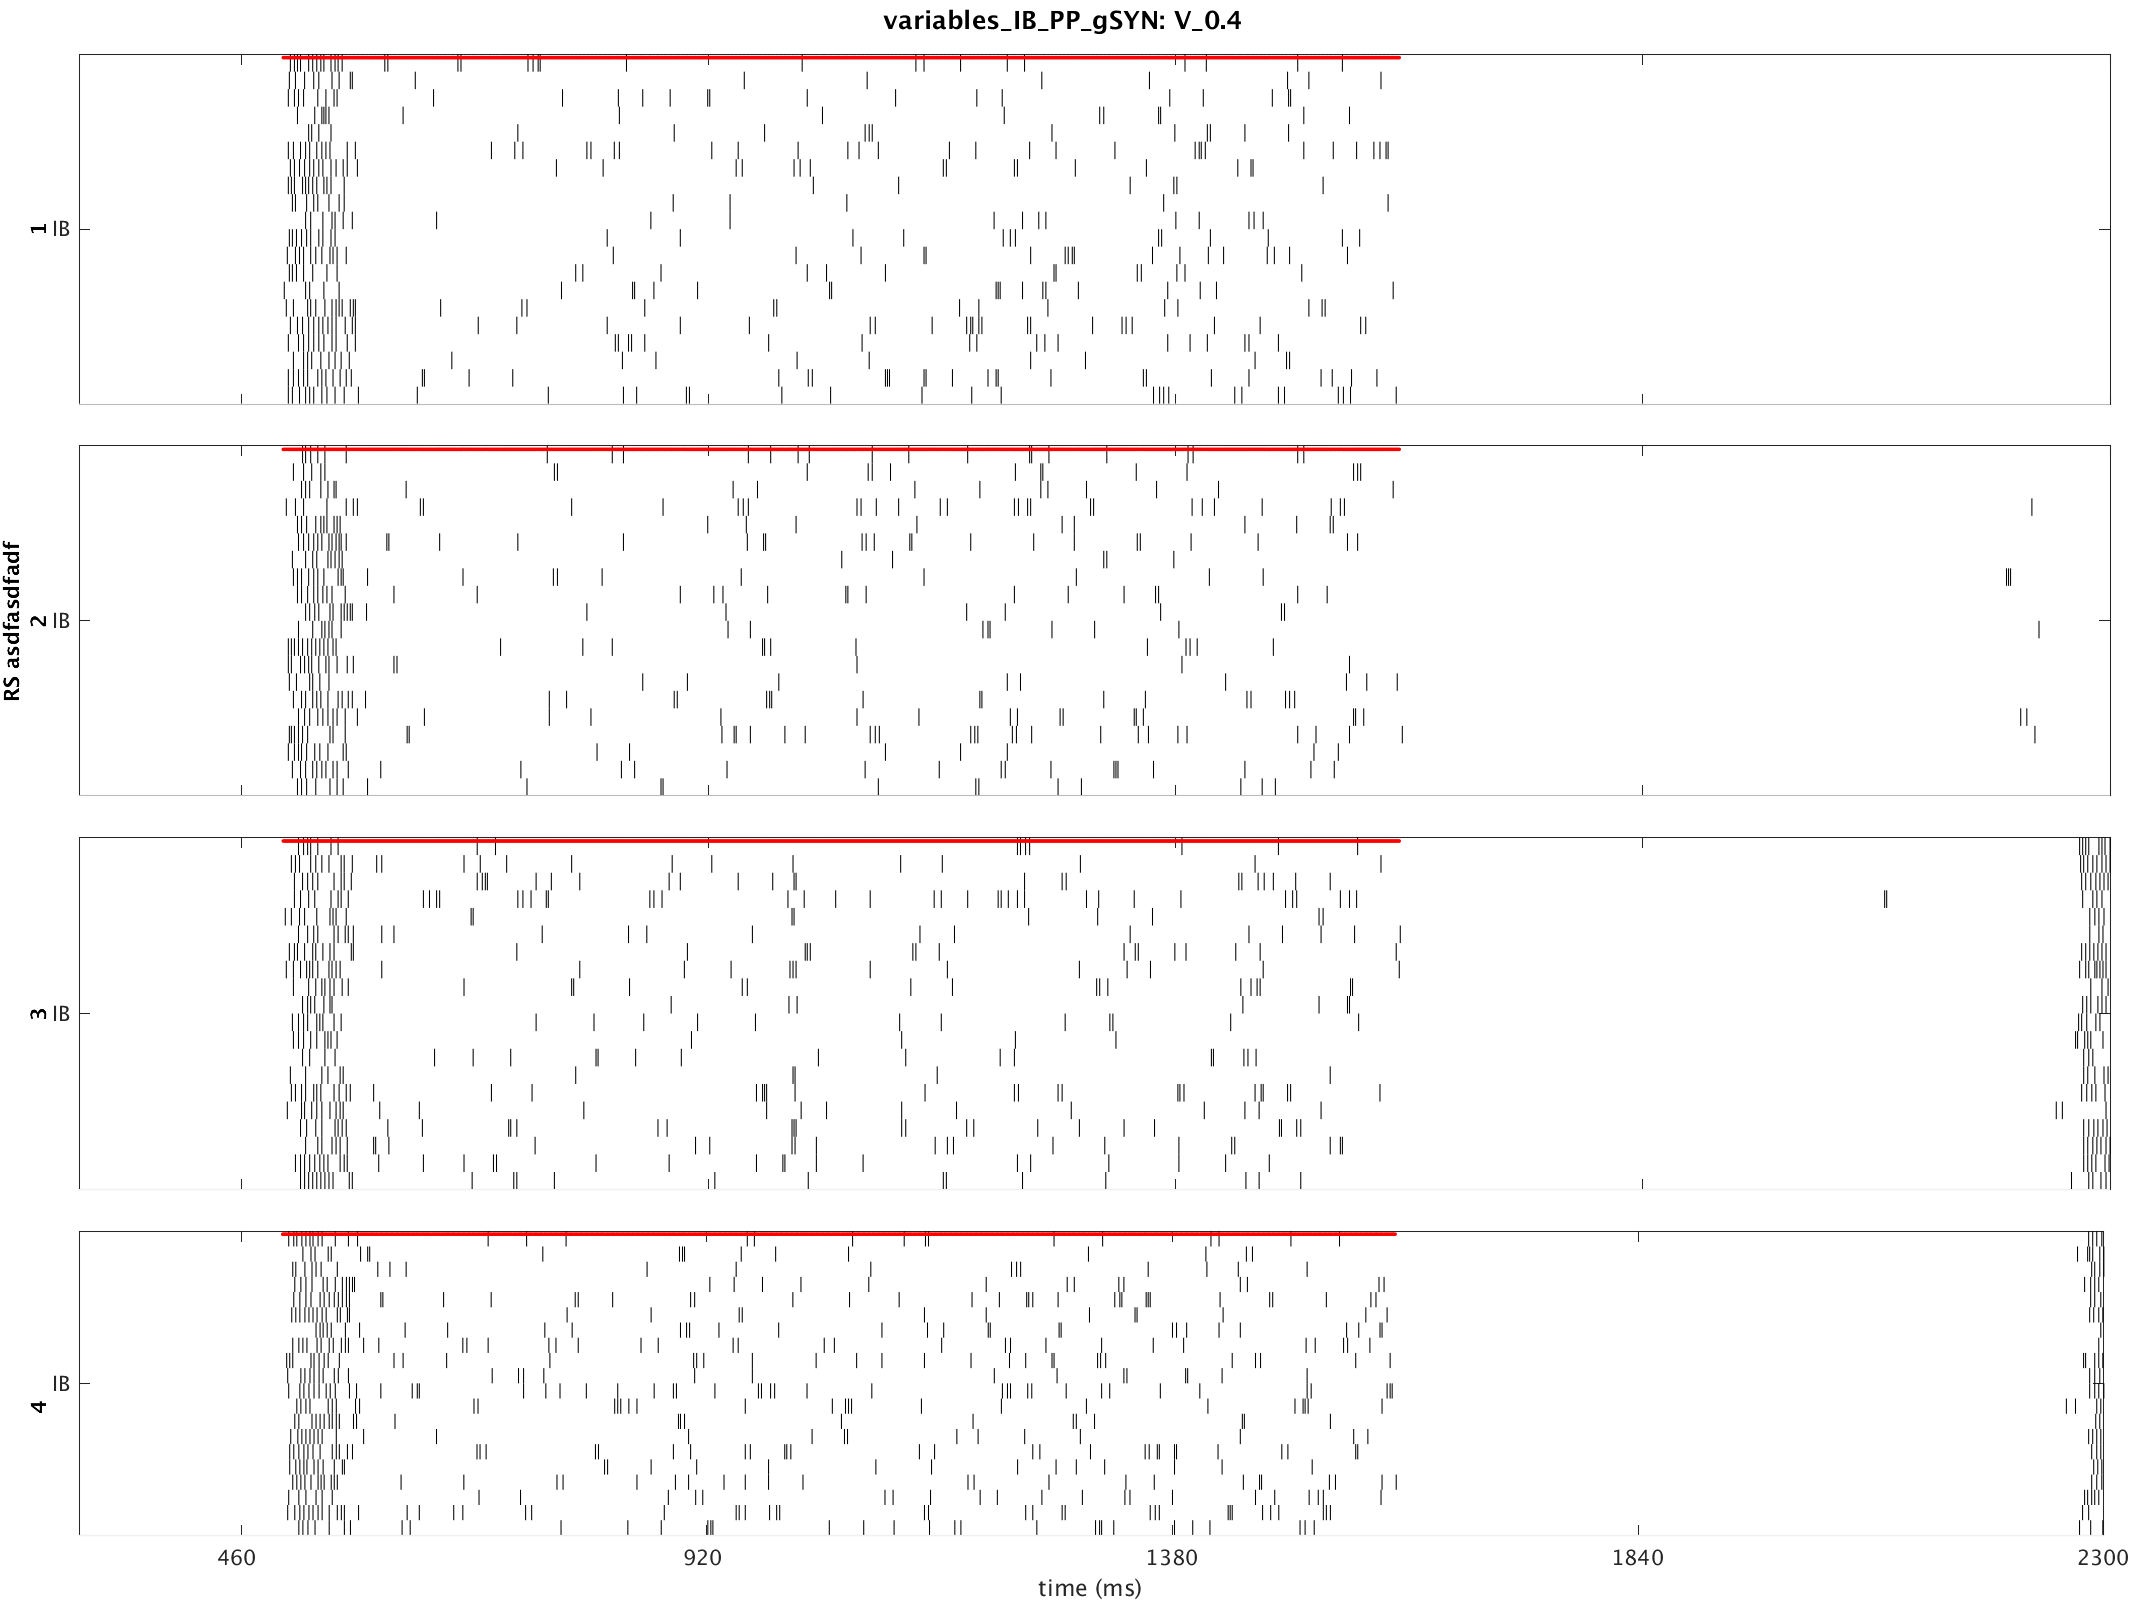 variables_IB_PP_gSYN: V_0.4
1 IB
RS asdfasdfadf
2 IB
3 IB
4 IB
460 920 1380 1840 2300
time (ms)